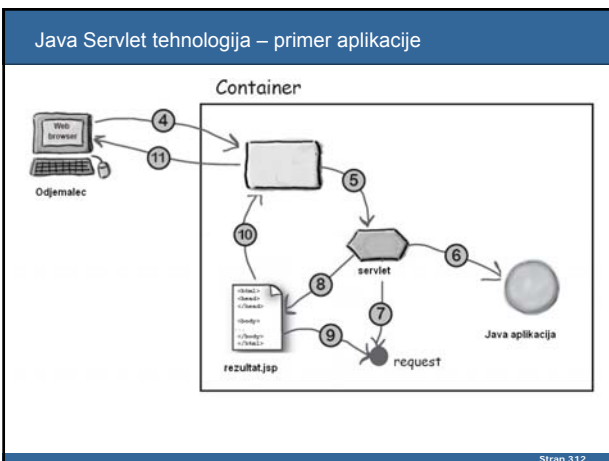 Java Servlet tehnologija – primer aplikacije
Container
Web
browser
4
11
Odjemalec
5
10
servlet
6
8
7
<html>
<head>
</head>
<body>
...
</body>
</html>
9
request
Java aplikacija
rezultat.jsp
Stran 312